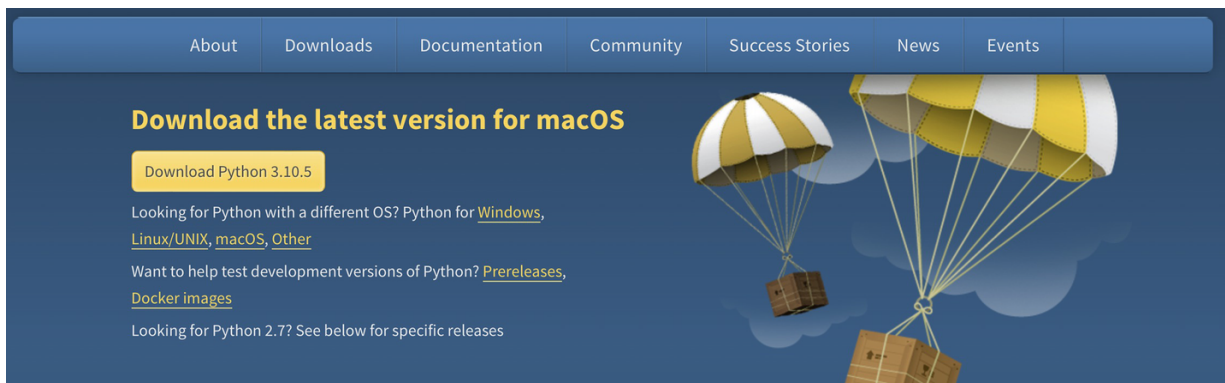 About Downloads Documentation Community Success Stories News Events
Download the latest version for macOS
Download Python 3.10.5
Looking for Python with a different OS? Python for Windows,
Linux/UNIX, macOS, Other
Want to help test development versions of Python? Prereleases,
Docker images
Looking for Python 2.7? See below for specific releases